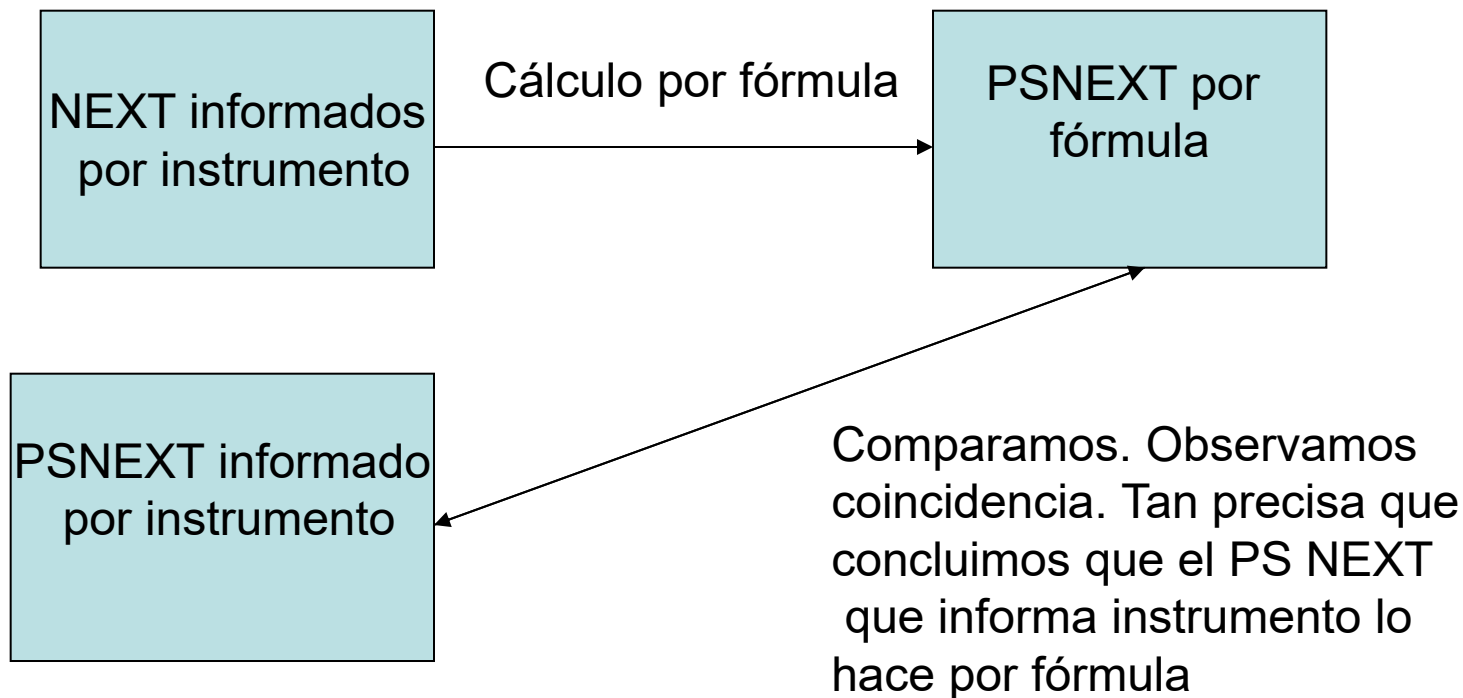 NEXT informados
por instrumento
Cálculo por fórmula
PSNEXT por
fórmula
PSNEXT informado
por instrumento
Comparamos. Observamos
coincidencia. Tan precisa que
concluimos que el PS NEXT
que informa instrumento lo
hace por fórmula